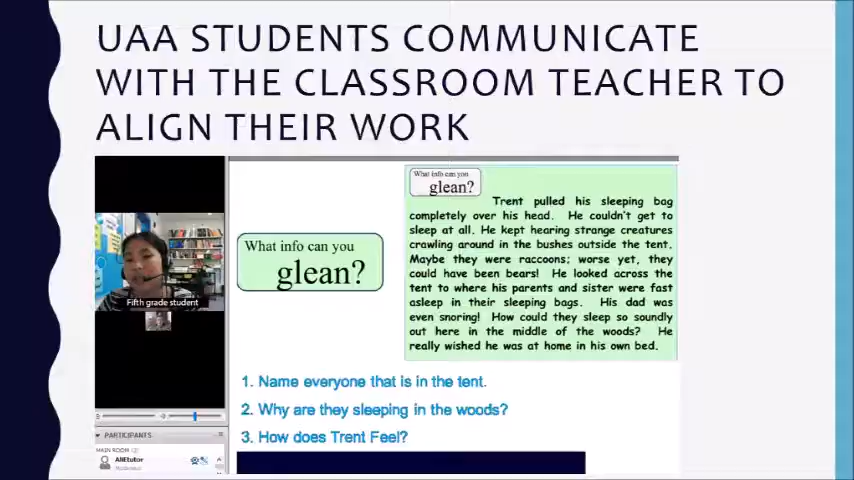 UAA STUDENTS COMMUNICATE
WITH THE CLASSROOM TEACHER TO
ALIGN THEIR WORK
Fifth grade student
PARTICIPANTS
MAIN ROOM (2)
AliEtutor
Moderator
What info can you
glean?
What info can you
glean?
Trent pulled his sleeping bag
completely over his head. He couldn't get to
sleep at all. He kept hearing strange creatures
crawling around in the bushes outside the tent.
Maybe they were raccoons; worse yet, they
could have been bears! He looked across the
tent to where his parents and sister were fast
asleep in their sleeping bags. His dad was
even snoring! How could they sleep so soundly
out here in the middle of the woods? He
really wished he was at home in his own bed.
1. Name everyone that is in the tent.
2. Why are they sleeping in the woods?
3. How does Trent Feel?